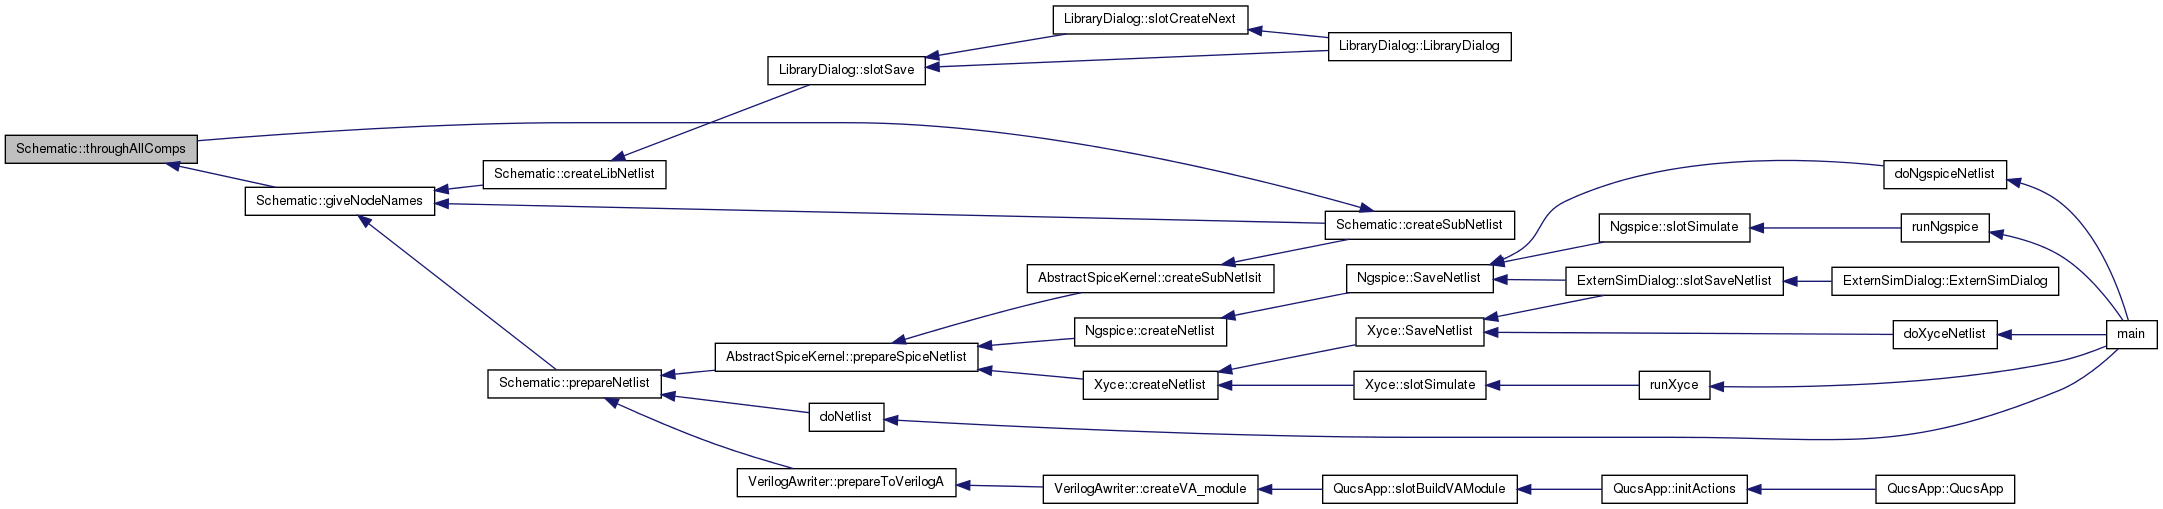 LibraryDialog::slotCreateNext
LibraryDialog::LibraryDialog
LibraryDialog::slotSave
Schematic::throughAllComps
Schematic::createLibNetlist
doNgspiceNetlist
Schematic::giveNodeNames
Schematic::createSubNetlist
Ngspice::slotSimulate
runNgspice
AbstractSpiceKernel::createSubNetlsit
Ngspice::SaveNetlist
ExternSimDialog::slotSaveNetlist
ExternSimDialog::ExternSimDialog
Ngspice::createNetlist
Xyce::SaveNetlist
doXyceNetlist
main
AbstractSpiceKernel::prepareSpiceNetlist
Schematic::prepareNetlist
Xyce::createNetlist
Xyce::slotSimulate
runXyce
doNetlist
VerilogAwriter::prepareToVerilogA
VerilogAwriter::createVA_module
QucsApp::slotBuildVAModule
QucsApp::initActions
QucsApp::QucsApp